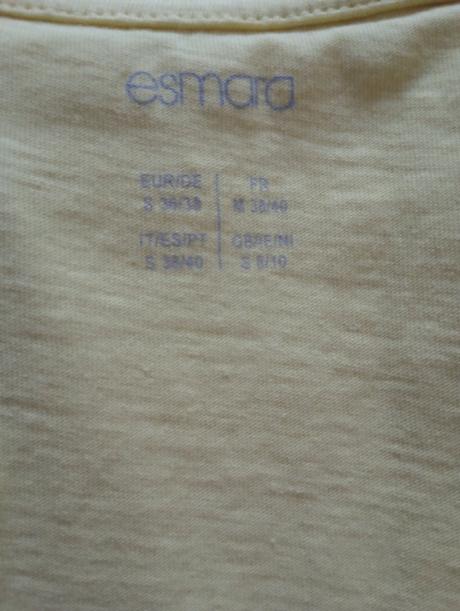 esmara
EUR/DE FR
S 36/38 M 38/40
IT/ES/PT GB/IE/NI
S 38/40 S 8/10